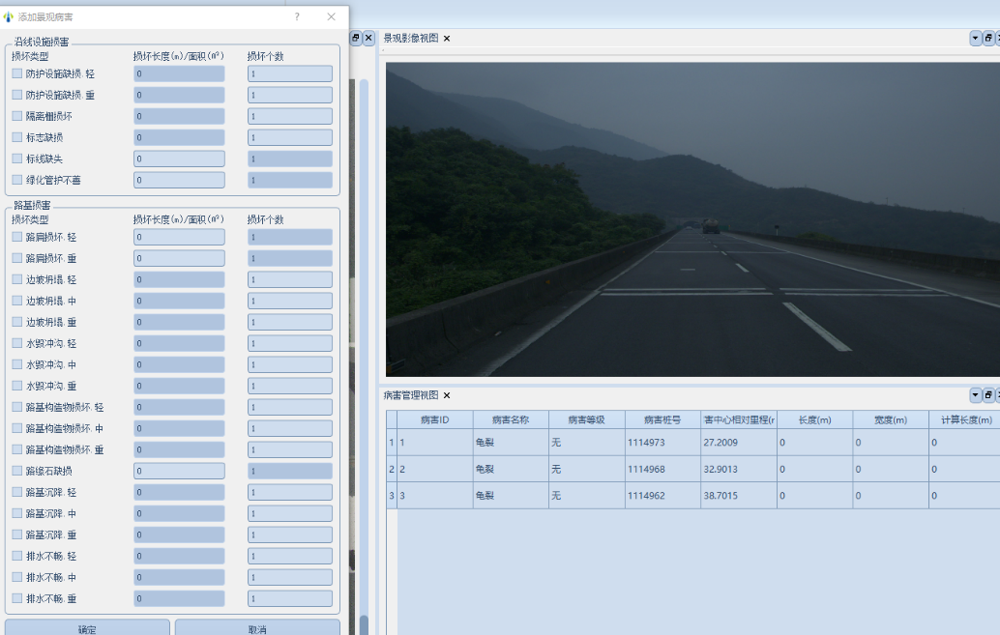 添加景观病害
?
沿线设施损害
损坏类型 损坏长度(m)/面积(m²) 损坏个数
防护设施缺损.轻 0 1
防护设施缺损.重 0 1
隔离栅损坏 0 1
标志缺损 0 1
标线缺失 0 1
绿化管护不善 0 1
路基损害
损坏类型 损坏长度(m)/面积(m²) 损坏个数
路肩损坏.轻 0 1
路肩损坏.重 0 1
边坡坍塌.轻 0 1
边坡坍塌.中 0 1
边坡坍塌.重 0 1
水毁冲沟.轻 0 1
水毁冲沟.中 0 1
水毁冲沟.重 0 1
路基构造物损坏.轻 0 1
路基构造物损坏.中 0 1
路基构造物损坏.重 0 1
路缘石缺损 0 1
路基沉降.轻 0 1
路基沉降.中 0 1
路基沉降.重 0 1
排水不畅.轻 0 1
排水不畅.中 0 1
排水不畅.重 0 1
确定 取消
景观影像视图
病害管理视图
病害ID 病害名称 病害等级 病害桩号 害中心相对里程(r 长度(m) 宽度(m) 计算长度(m)
1 1 龟裂 无 1114973 27.2009 0 0 0
2 2 龟裂 无 1114968 32.9013 0 0 0
3 3 龟裂 无 1114962 38.7015 0 0 0